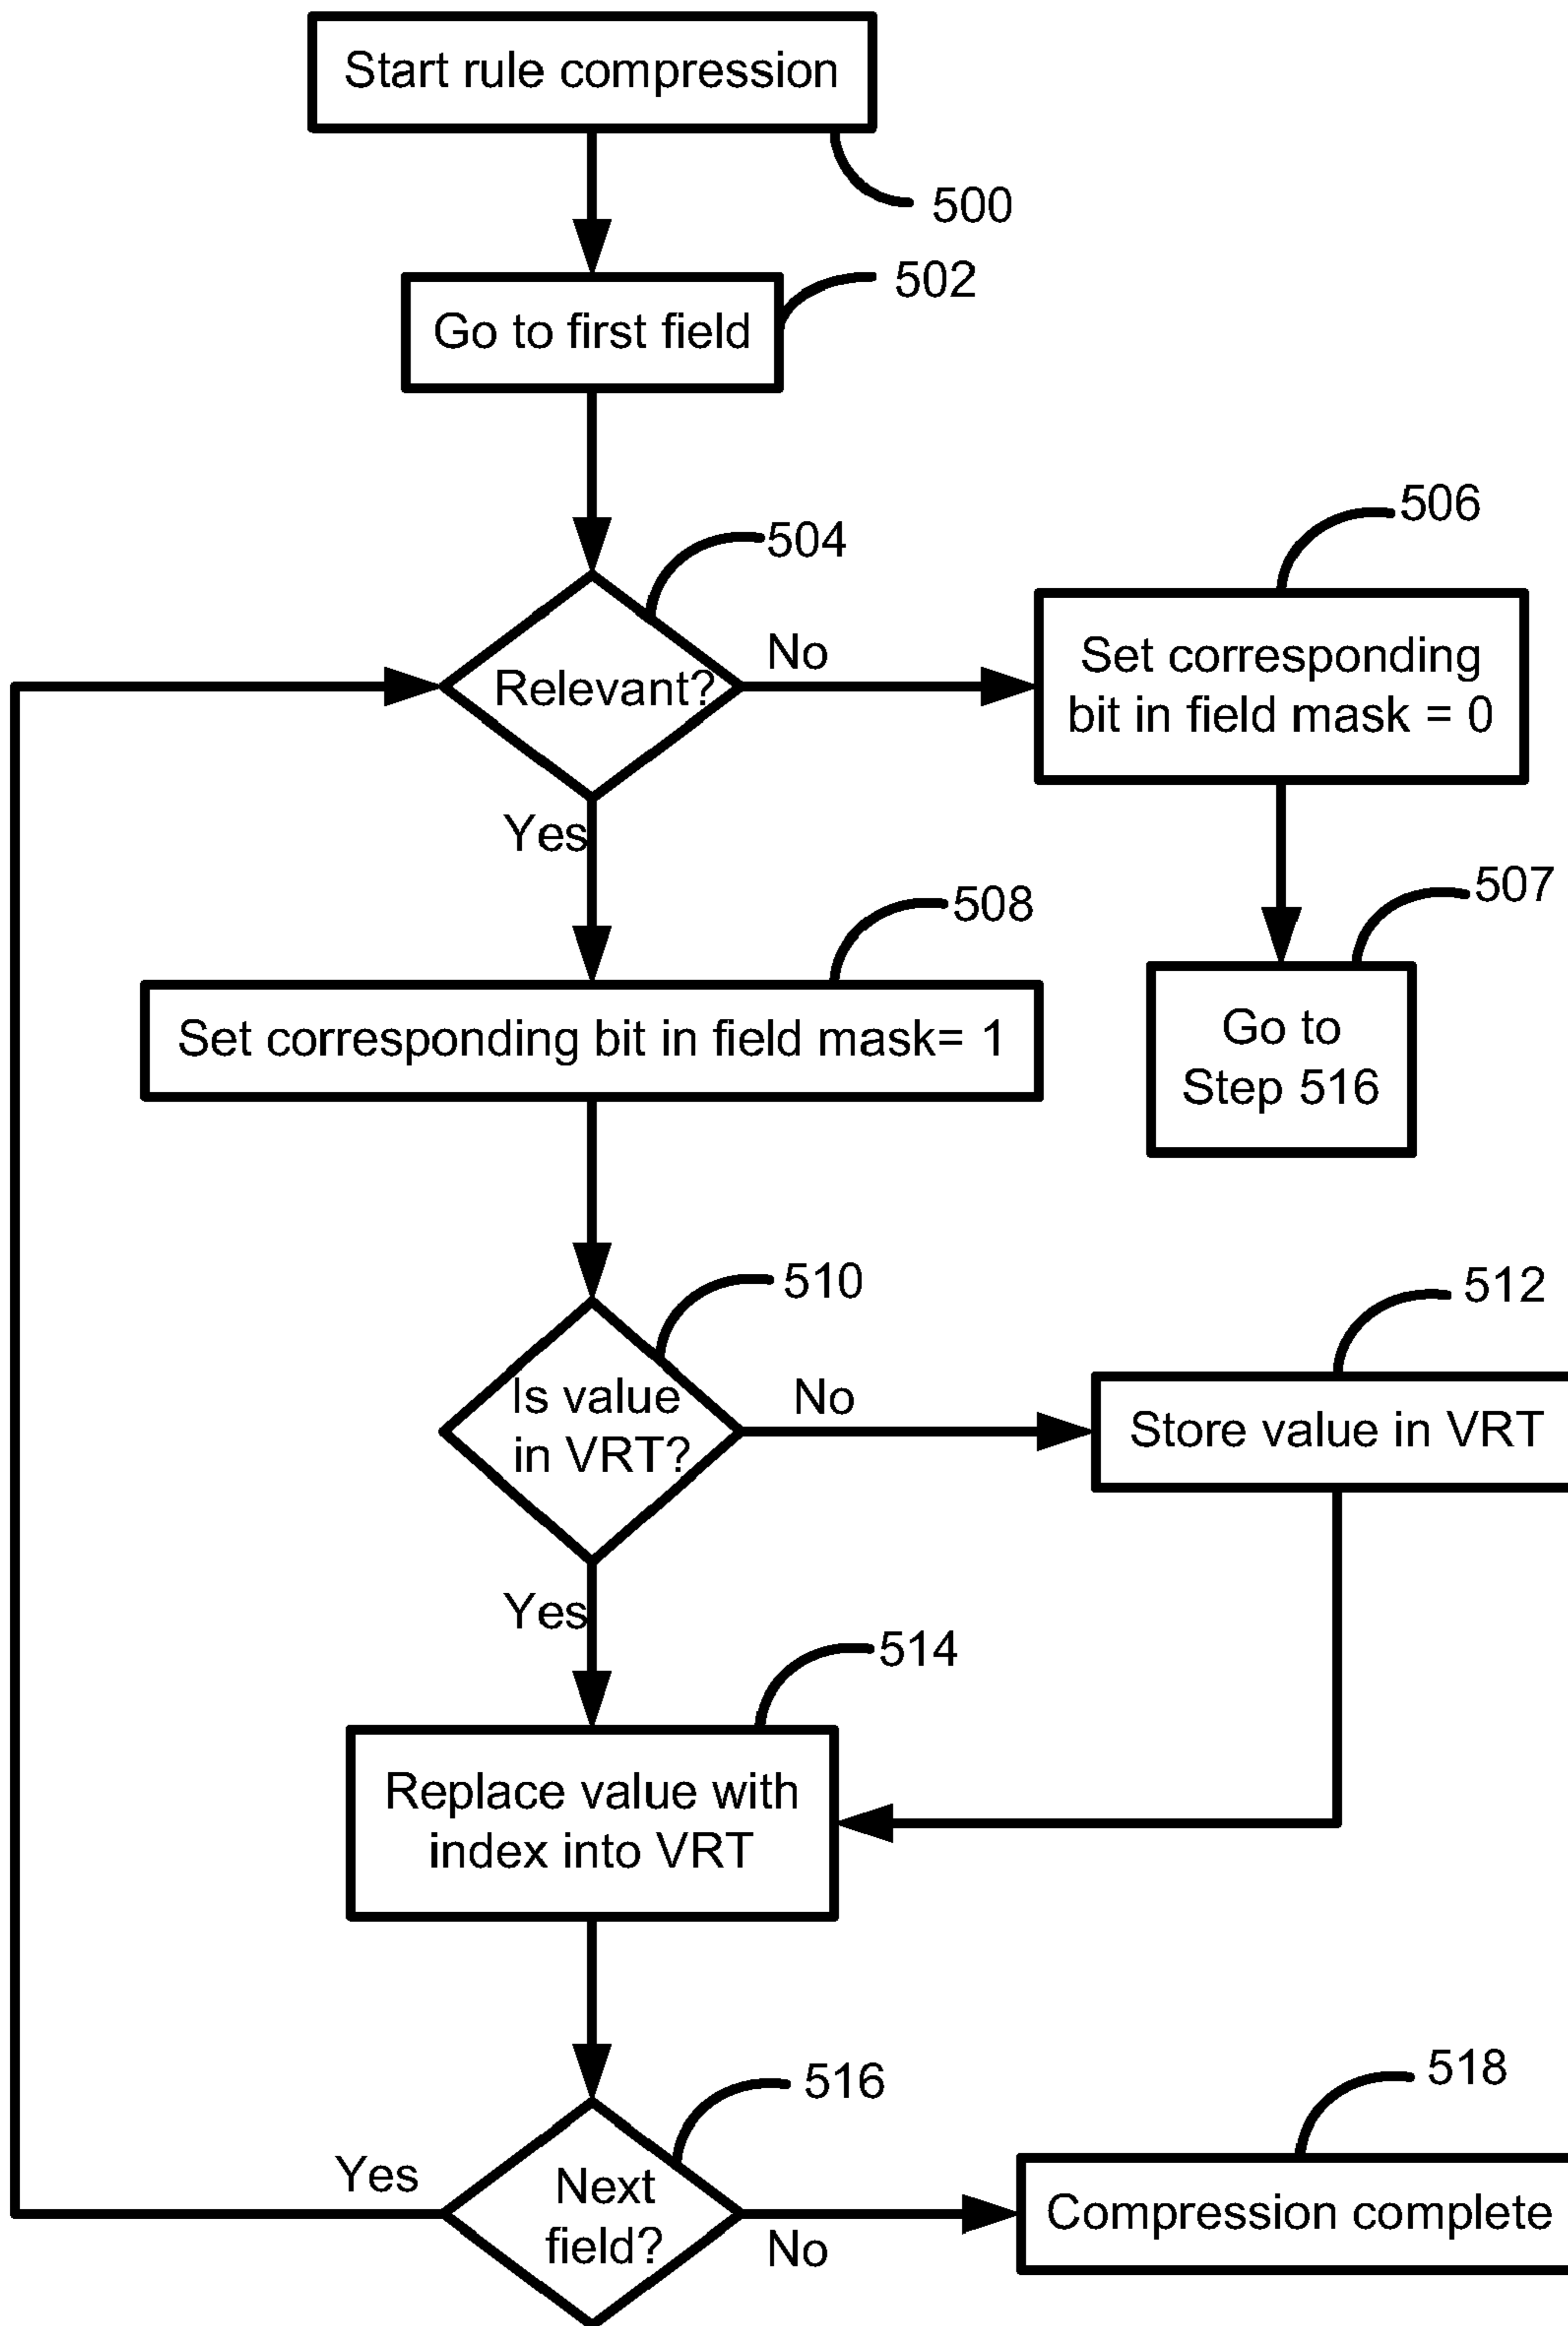 Start rule compression
500
502
Go to first field
506
504
No
Relevant?
Set corresponding
bit in field mask = 0
Yes
507
508
Set corresponding bit in field mask= 1
Go to
Step 516
510
512
Is value
in VRT?
No
Store value in VRT
Yes
514
Replace value with
index into VRT
516
518
Yes
Next
field?
No
Compression complete